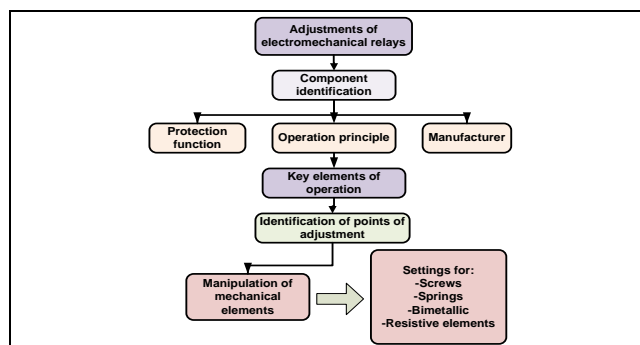 Adjustments of
electromechanical relays
Component
identification
Protection
function
Operation principle
Manufacturer
Key elements of
operation
Identification of points of
adjustment
Manipulation of
mechanical
elements
Settings for:
-Screws
-Springs
-Bimetallic
-Resistive elements